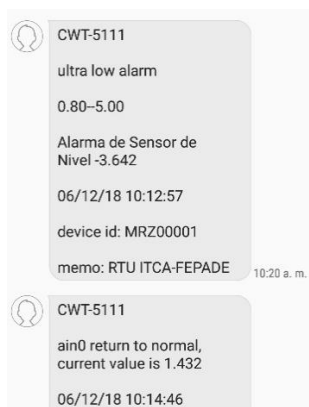 CWT-5111
ultra low alarm
0.80--5.00
Alarma de Sensor de
Nivel -3.642
06/12/18 10:12:57
device id: MRZ00001
memo: RTU ITCA-FEPADE
10:20 a. m.
CWT-5111
ain0 return to normal,
current value is 1.432
06/12/18 10:14:46